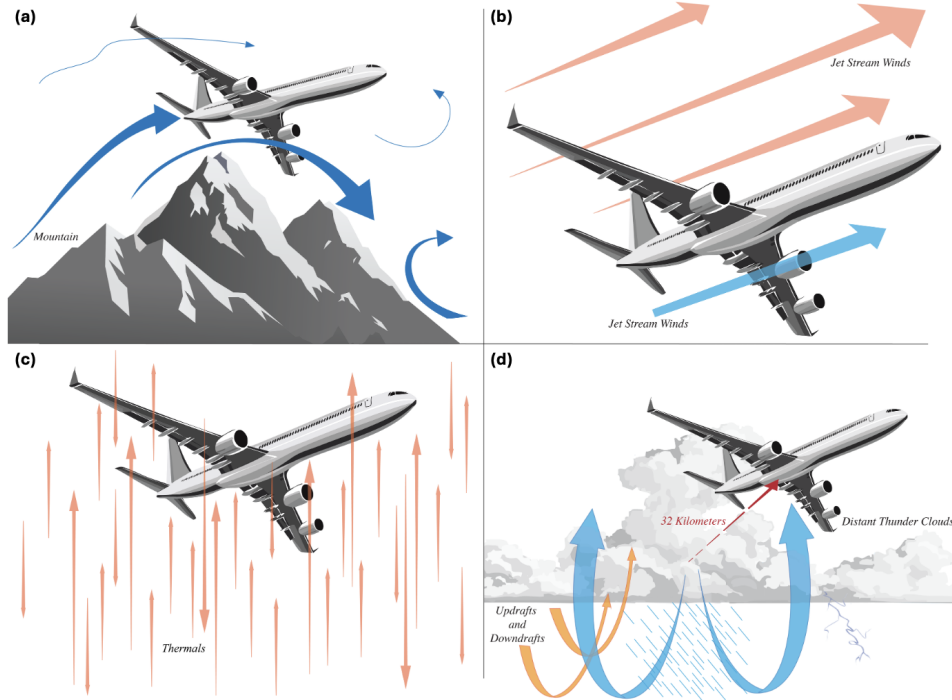 (a)
Mountain
(b)
Jet Stream Winds
Jet Stream Winds
(c)
Thermals
(d)
32 Kilometers
Distant Thunder Clouds
Updrafts
and
Downdrafts